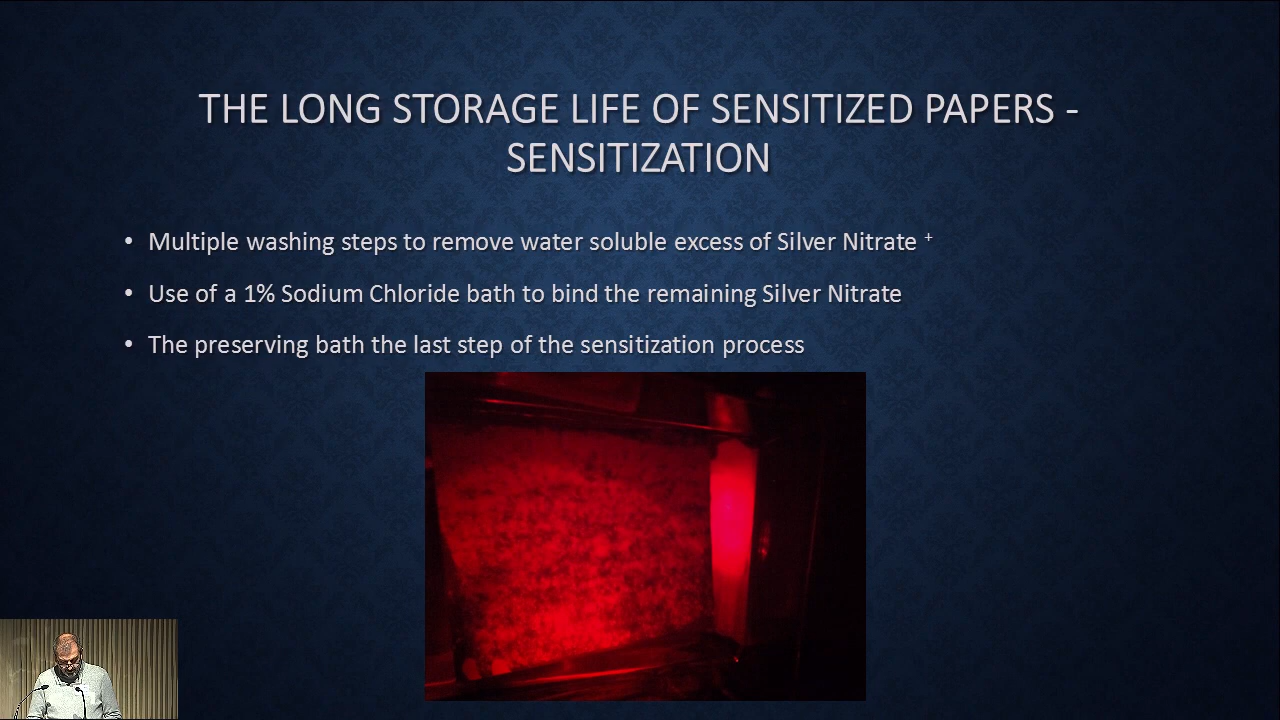 THE LONG STORAGE LIFE OF SENSITIZED PAPERS -
SENSITIZATION
• Multiple washing steps to remove water soluble excess of Silver Nitrate +
• Use of a 1% Sodium Chloride bath to bind the remaining Silver Nitrate
• The preserving bath the last step of the sensitization process